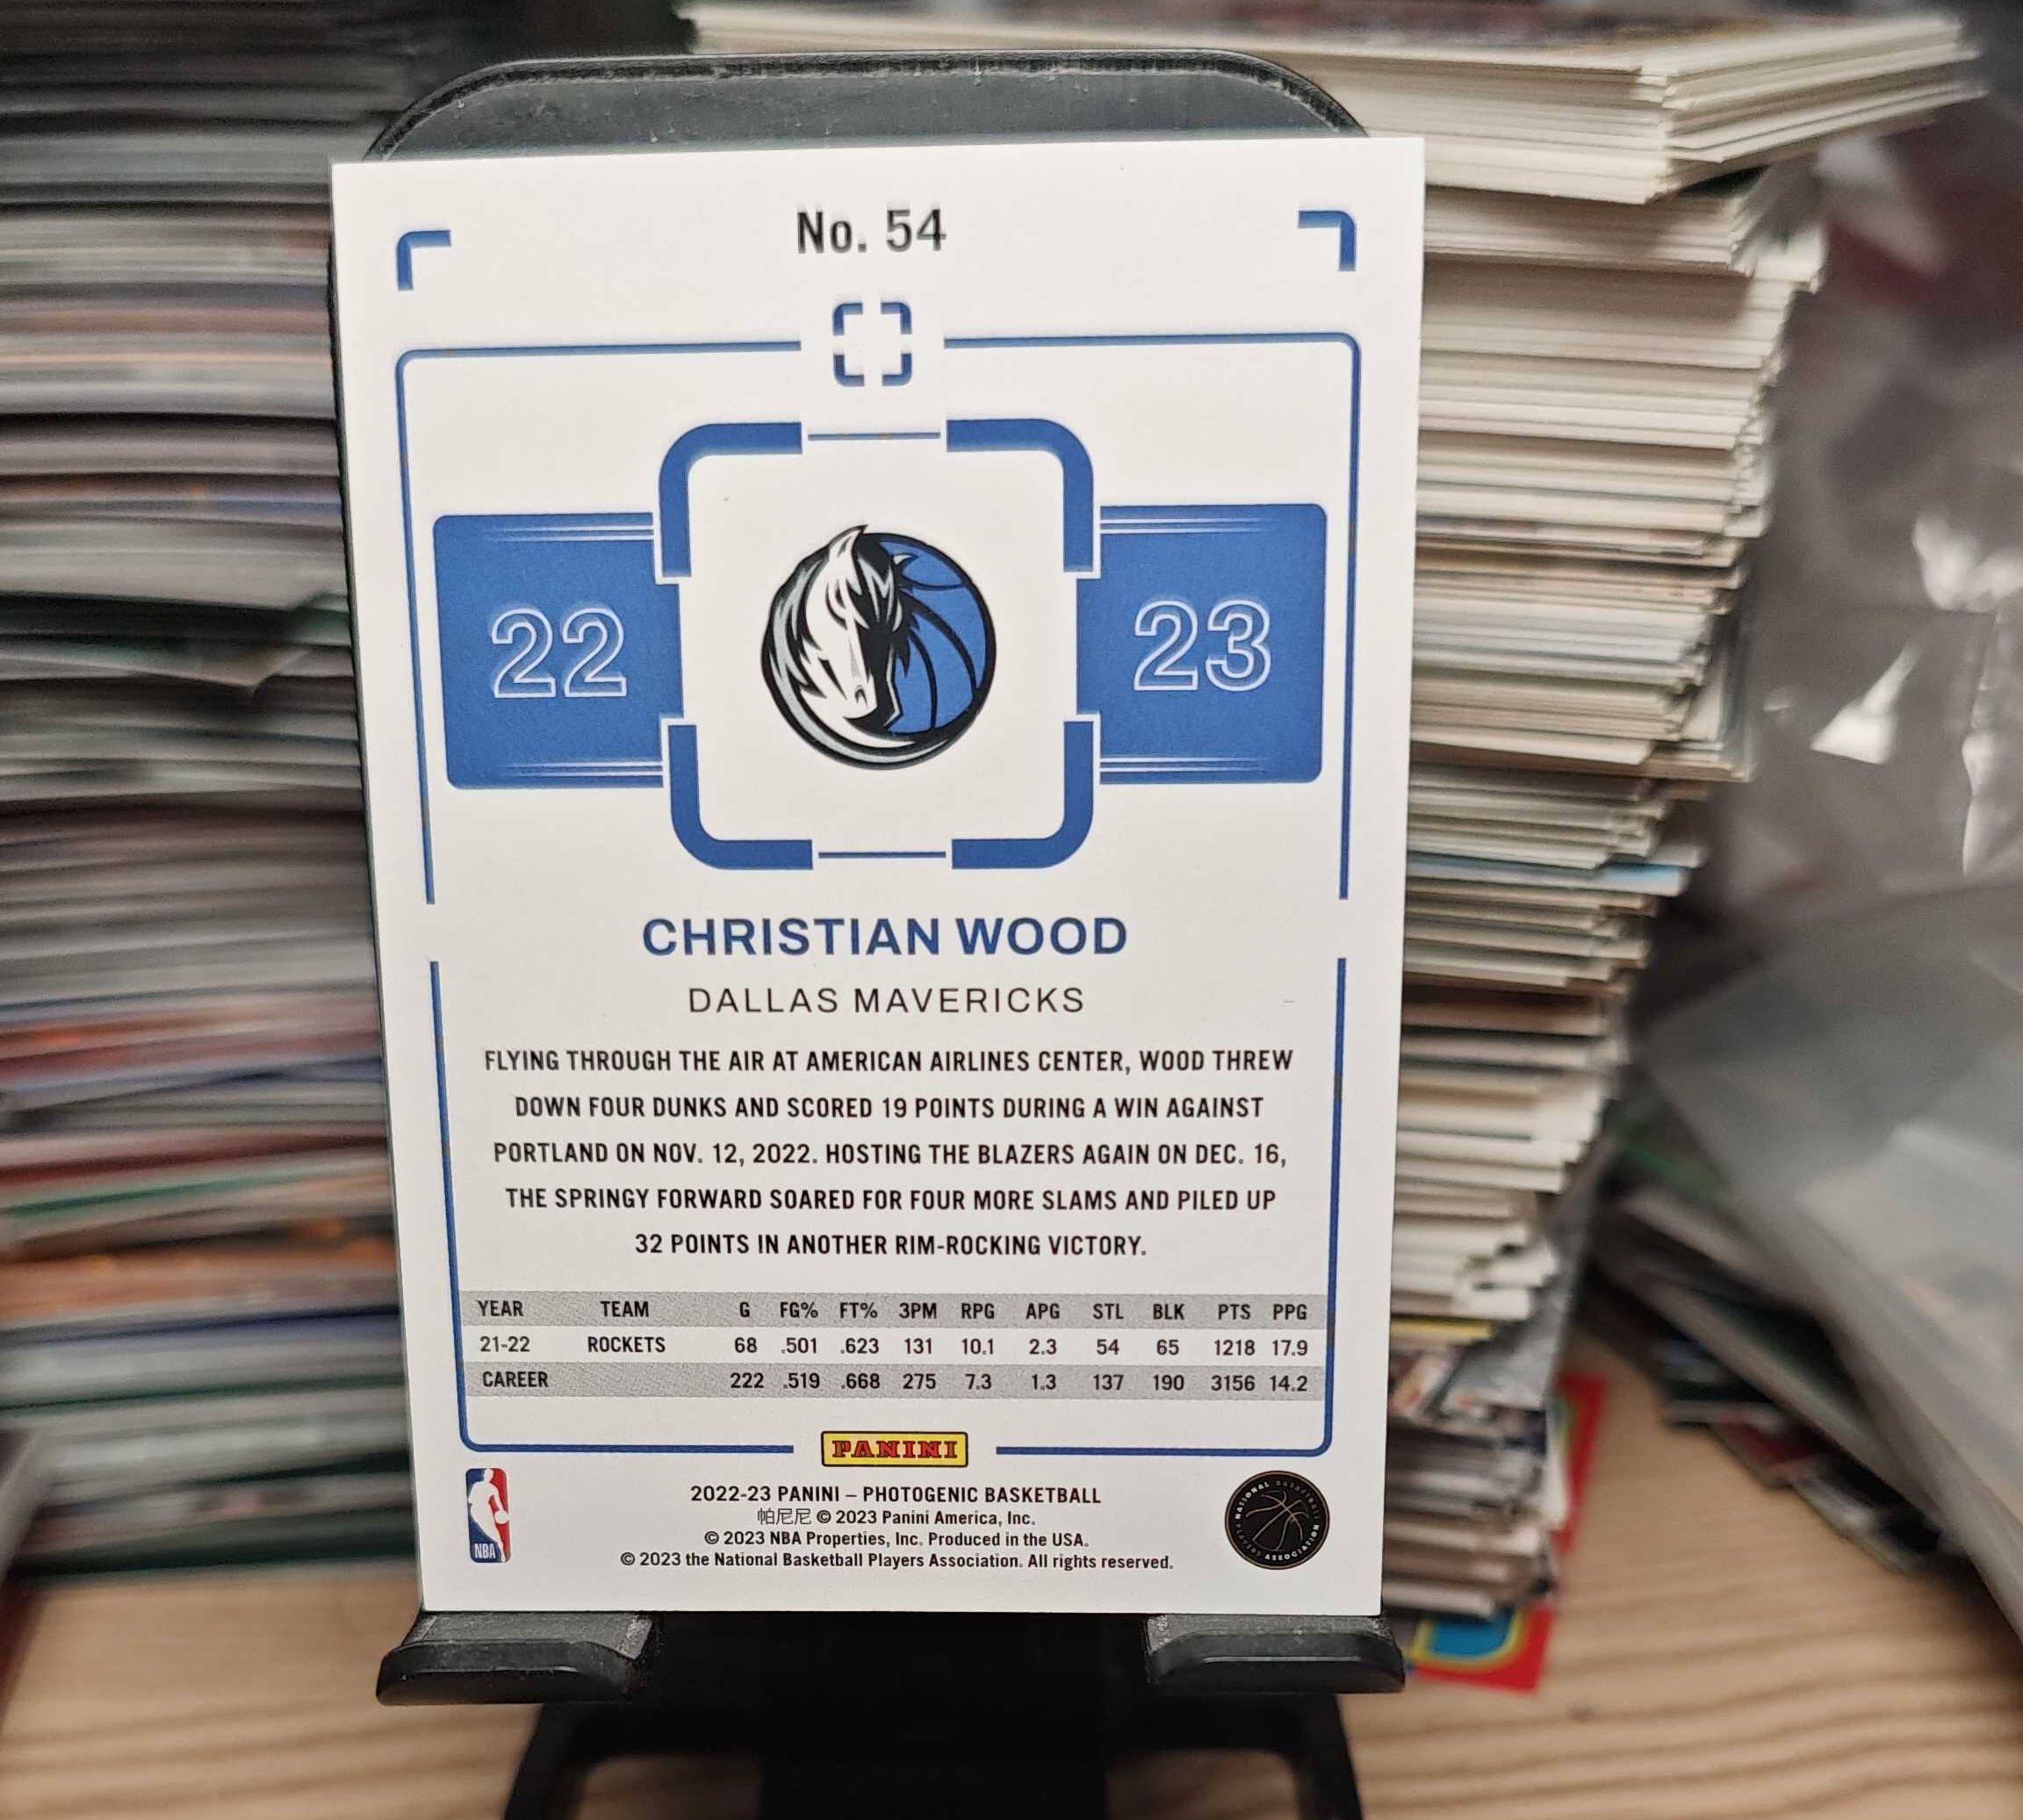 No. 54
22 23
CHRISTIAN WOOD
DALLAS MAVERICKS
FLYING THROUGH THE AIR AT AMERICAN AIRLINES CENTER, WOOD THREW
DOWN FOUR DUNKS AND SCORED 19 POINTS DURING A WIN AGAINST
PORTLAND ON NOV. 12, 2022. HOSTING THE BLAZERS AGAIN ON DEC. 16,
THE SPRINGY FORWARD SOARED FOR FOUR MORE SLAMS AND PILED UP
32 POINTS IN ANOTHER RIM-ROCKING VICTORY.
YEAR TEAM G FG% FT% 3PM RPG APG STL BLK PTS PPG
21-22 ROCKETS 68 .501 .623 131 10.1 2.3 54 65 1218 17.9
CAREER 222 .519 .668 275 7.3 1.3 137 190 3156 14.2
PANINI
2022-23 PANINI – PHOTOGENIC BASKETBALL
帕尼尼 © 2023 Panini America, Inc.
© 2023 NBA Properties, Inc. Produced in the USA.
© 2023 the National Basketball Players Association. All rights reserved.
NBA
NATIONAL BASKETBALL PLAYERS ASSOCIATION